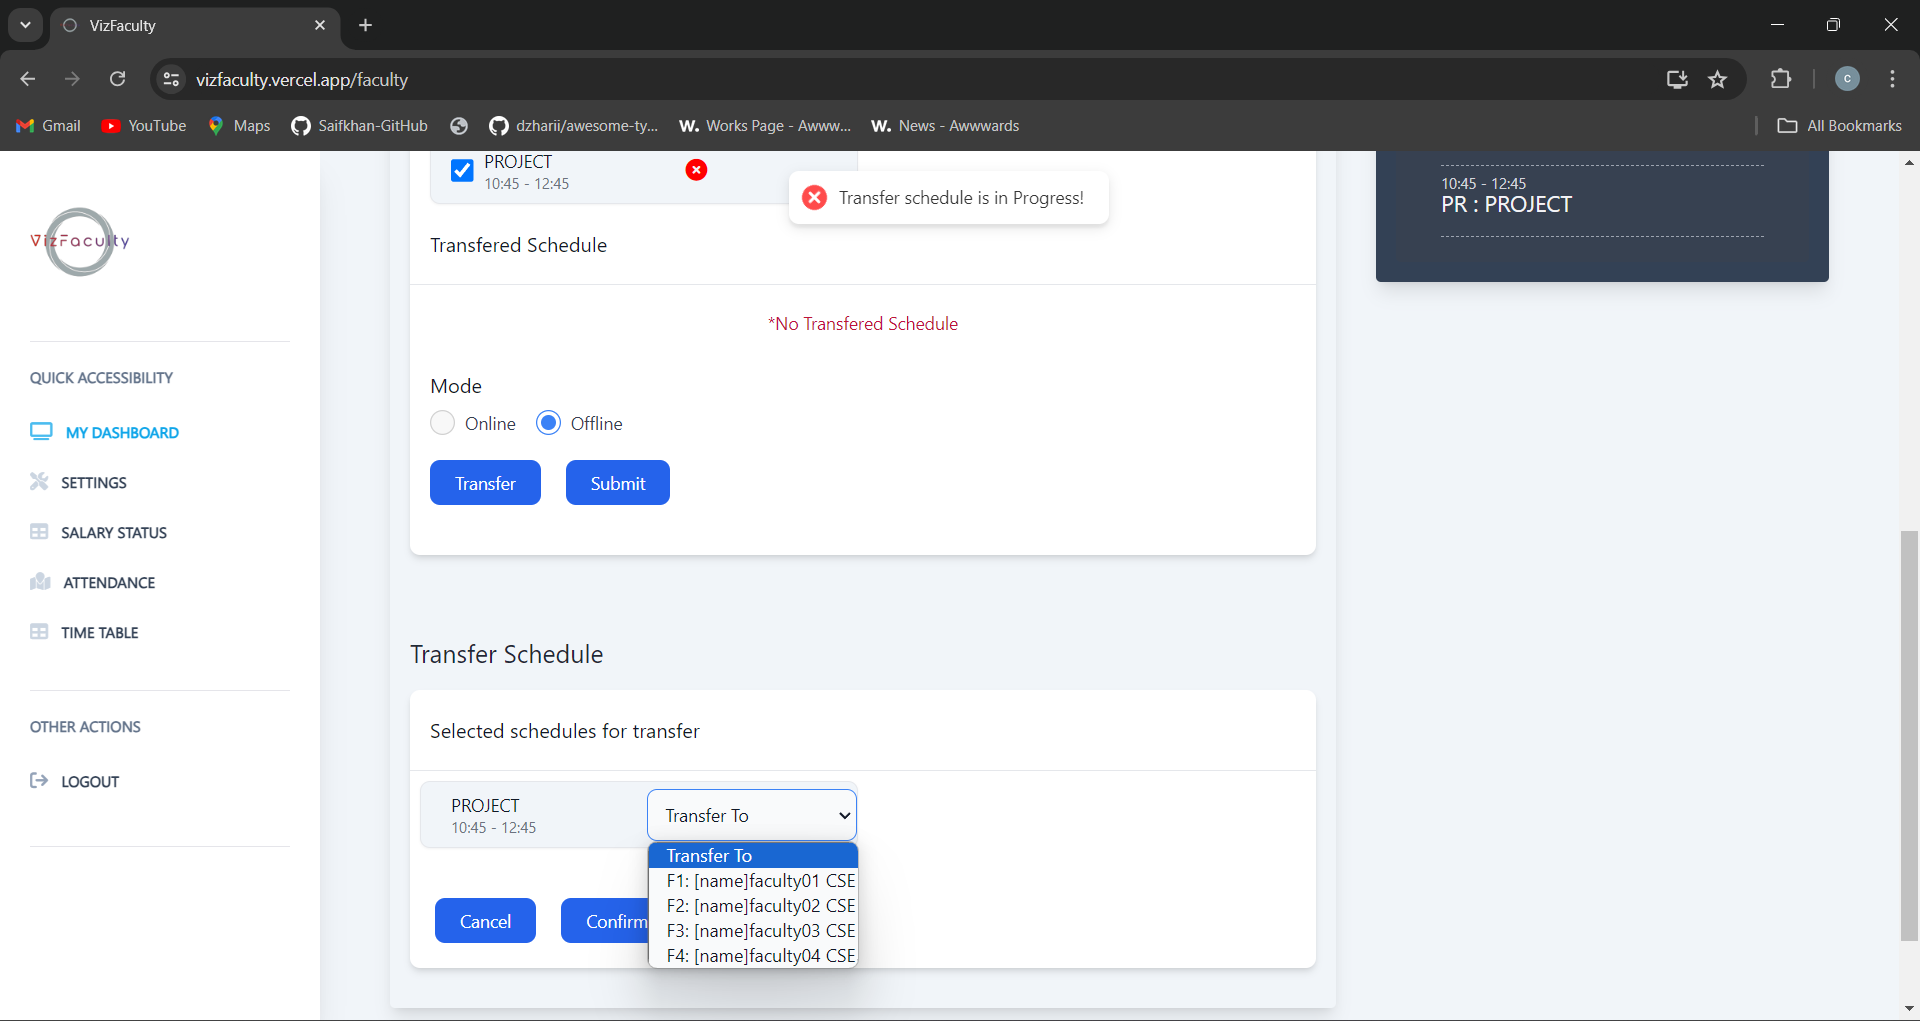 VizFaculty
vizfaculty.vercel.app/faculty
C
Gmail
YouTube
Maps
Saifkhan-GitHub
dzharii/awesome-ty...
W. Works Page - Awww...
W. News - Awwwards
All Bookmarks
VizFaculty
QUICK ACCESSIBILITY
MY DASHBOARD
SETTINGS
SALARY STATUS
ATTENDANCE
TIME TABLE
OTHER ACTIONS
LOGOUT
PROJECT
10:45 - 12:45
Transfer schedule is in Progress!
Transfered Schedule
*No Transfered Schedule
Mode
Online
Offline
Transfer
Submit
Transfer Schedule
Selected schedules for transfer
PROJECT
10:45 - 12:45
Transfer To
Transfer To
F1: [name]faculty01 CSE
F2: [name]faculty02 CSE
F3: [name]faculty03 CSE
F4: [name]faculty04 CSE
Cancel
Confirm
10:45 - 12:45
PR : PROJECT